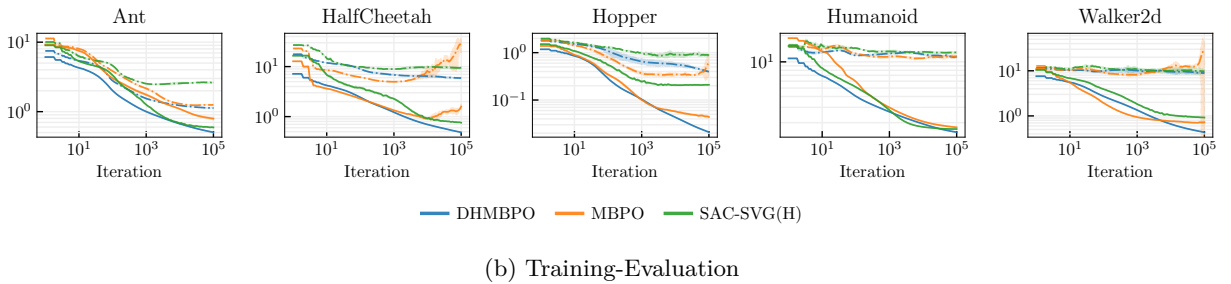 Ant HalfCheetah Hopper Humanoid Walker2d
10^1
10^0
10^1 10^3 10^5
Iteration
10^1
10^0
10^1 10^3 10^5
Iteration
10^0
10^−1
10^1 10^3 10^5
Iteration
10^1
10^1 10^3 10^5
Iteration
10^1
10^0
10^1 10^3 10^5
Iteration
DHMBPO MBPO SAC-SVG(H)
(b) Training-Evaluation